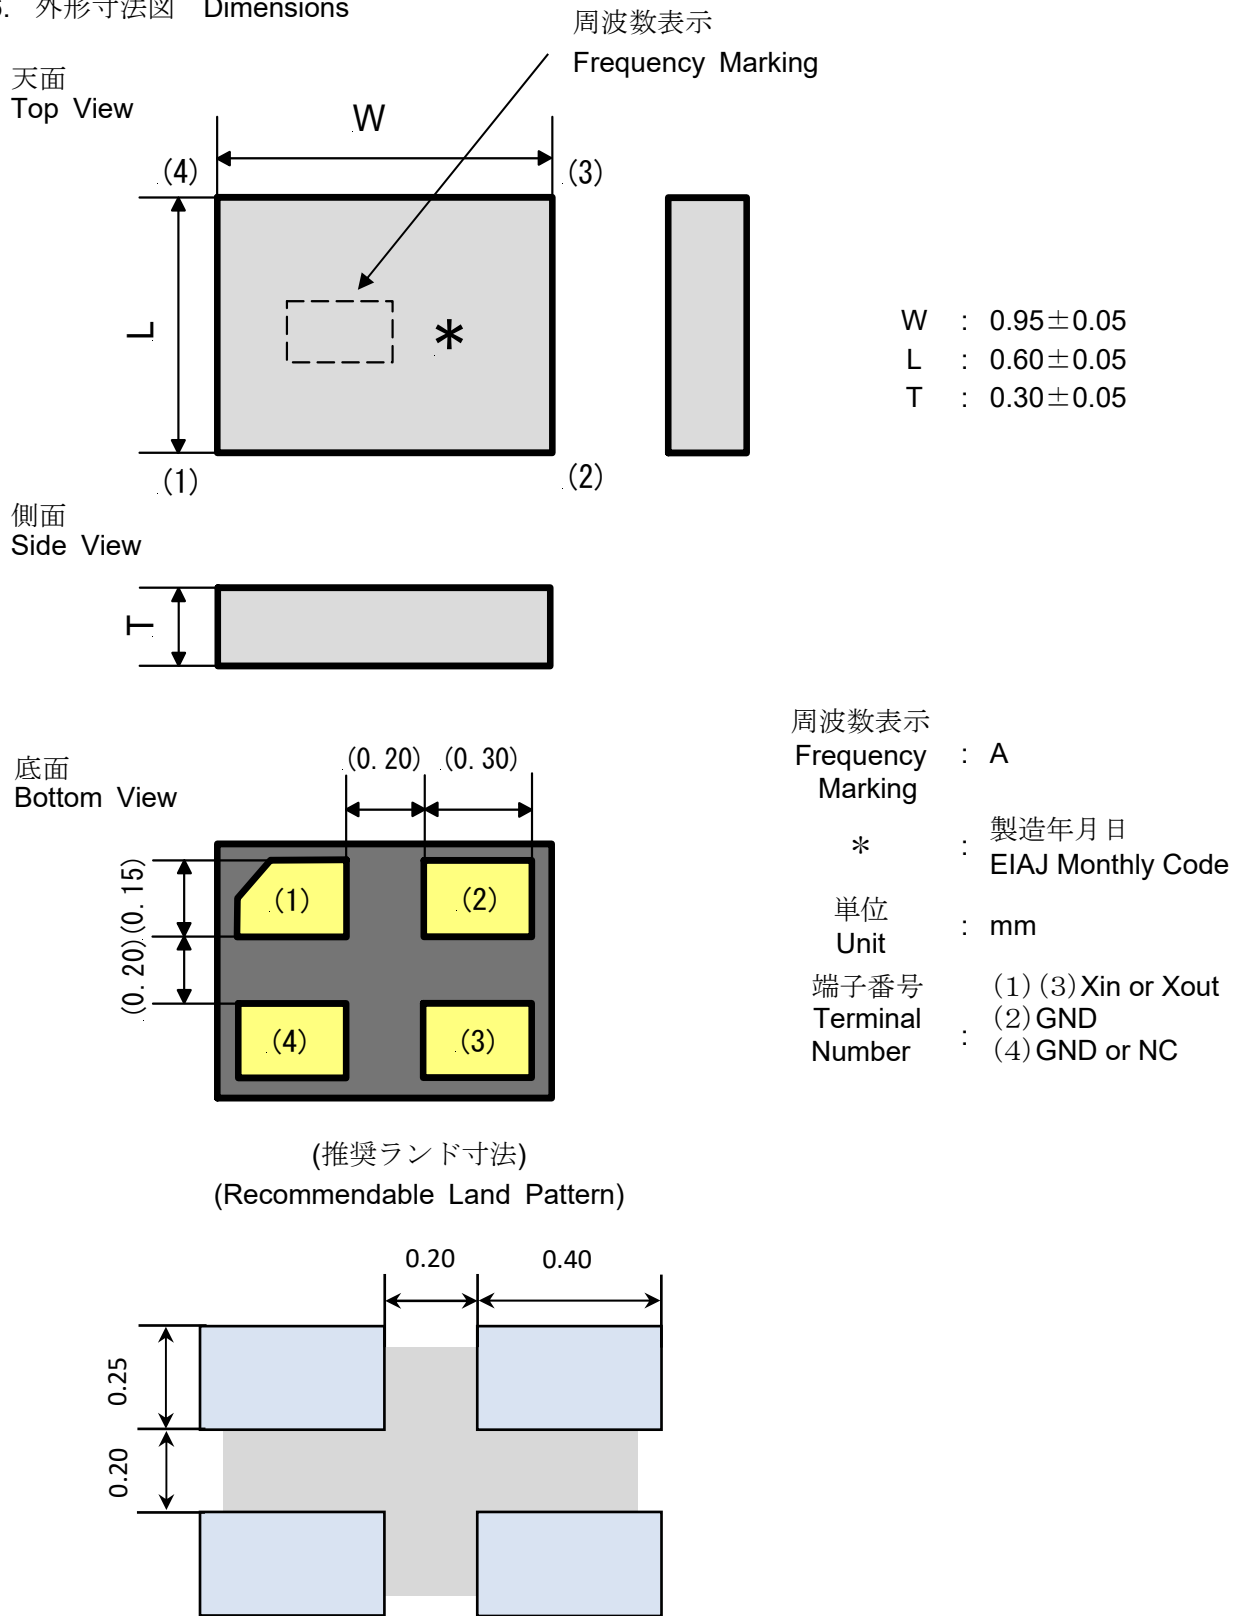 外形寸法図 Dimensions
周波数表示
Frequency Marking
天面
Top View
W
(4)
(3)
L
W : 0.95±0.05
L : 0.60±0.05
T : 0.30±0.05
*
(1)
(2)
側面
Side View
T
底面
Bottom View
(0.20) (0.30)
(0.15)
(0.20)
(1)
(2)
(4)
(3)
周波数表示
Frequency : A
Marking
* : 製造年月日
EIAJ Monthly Code
単位
Unit : mm
端子番号
Terminal
Number :
(1)(3)Xin or Xout
(2)GND
(4)GND or NC
(推奨ランド寸法)
(Recommendable Land Pattern)
0.20
0.40
0.25
0.20